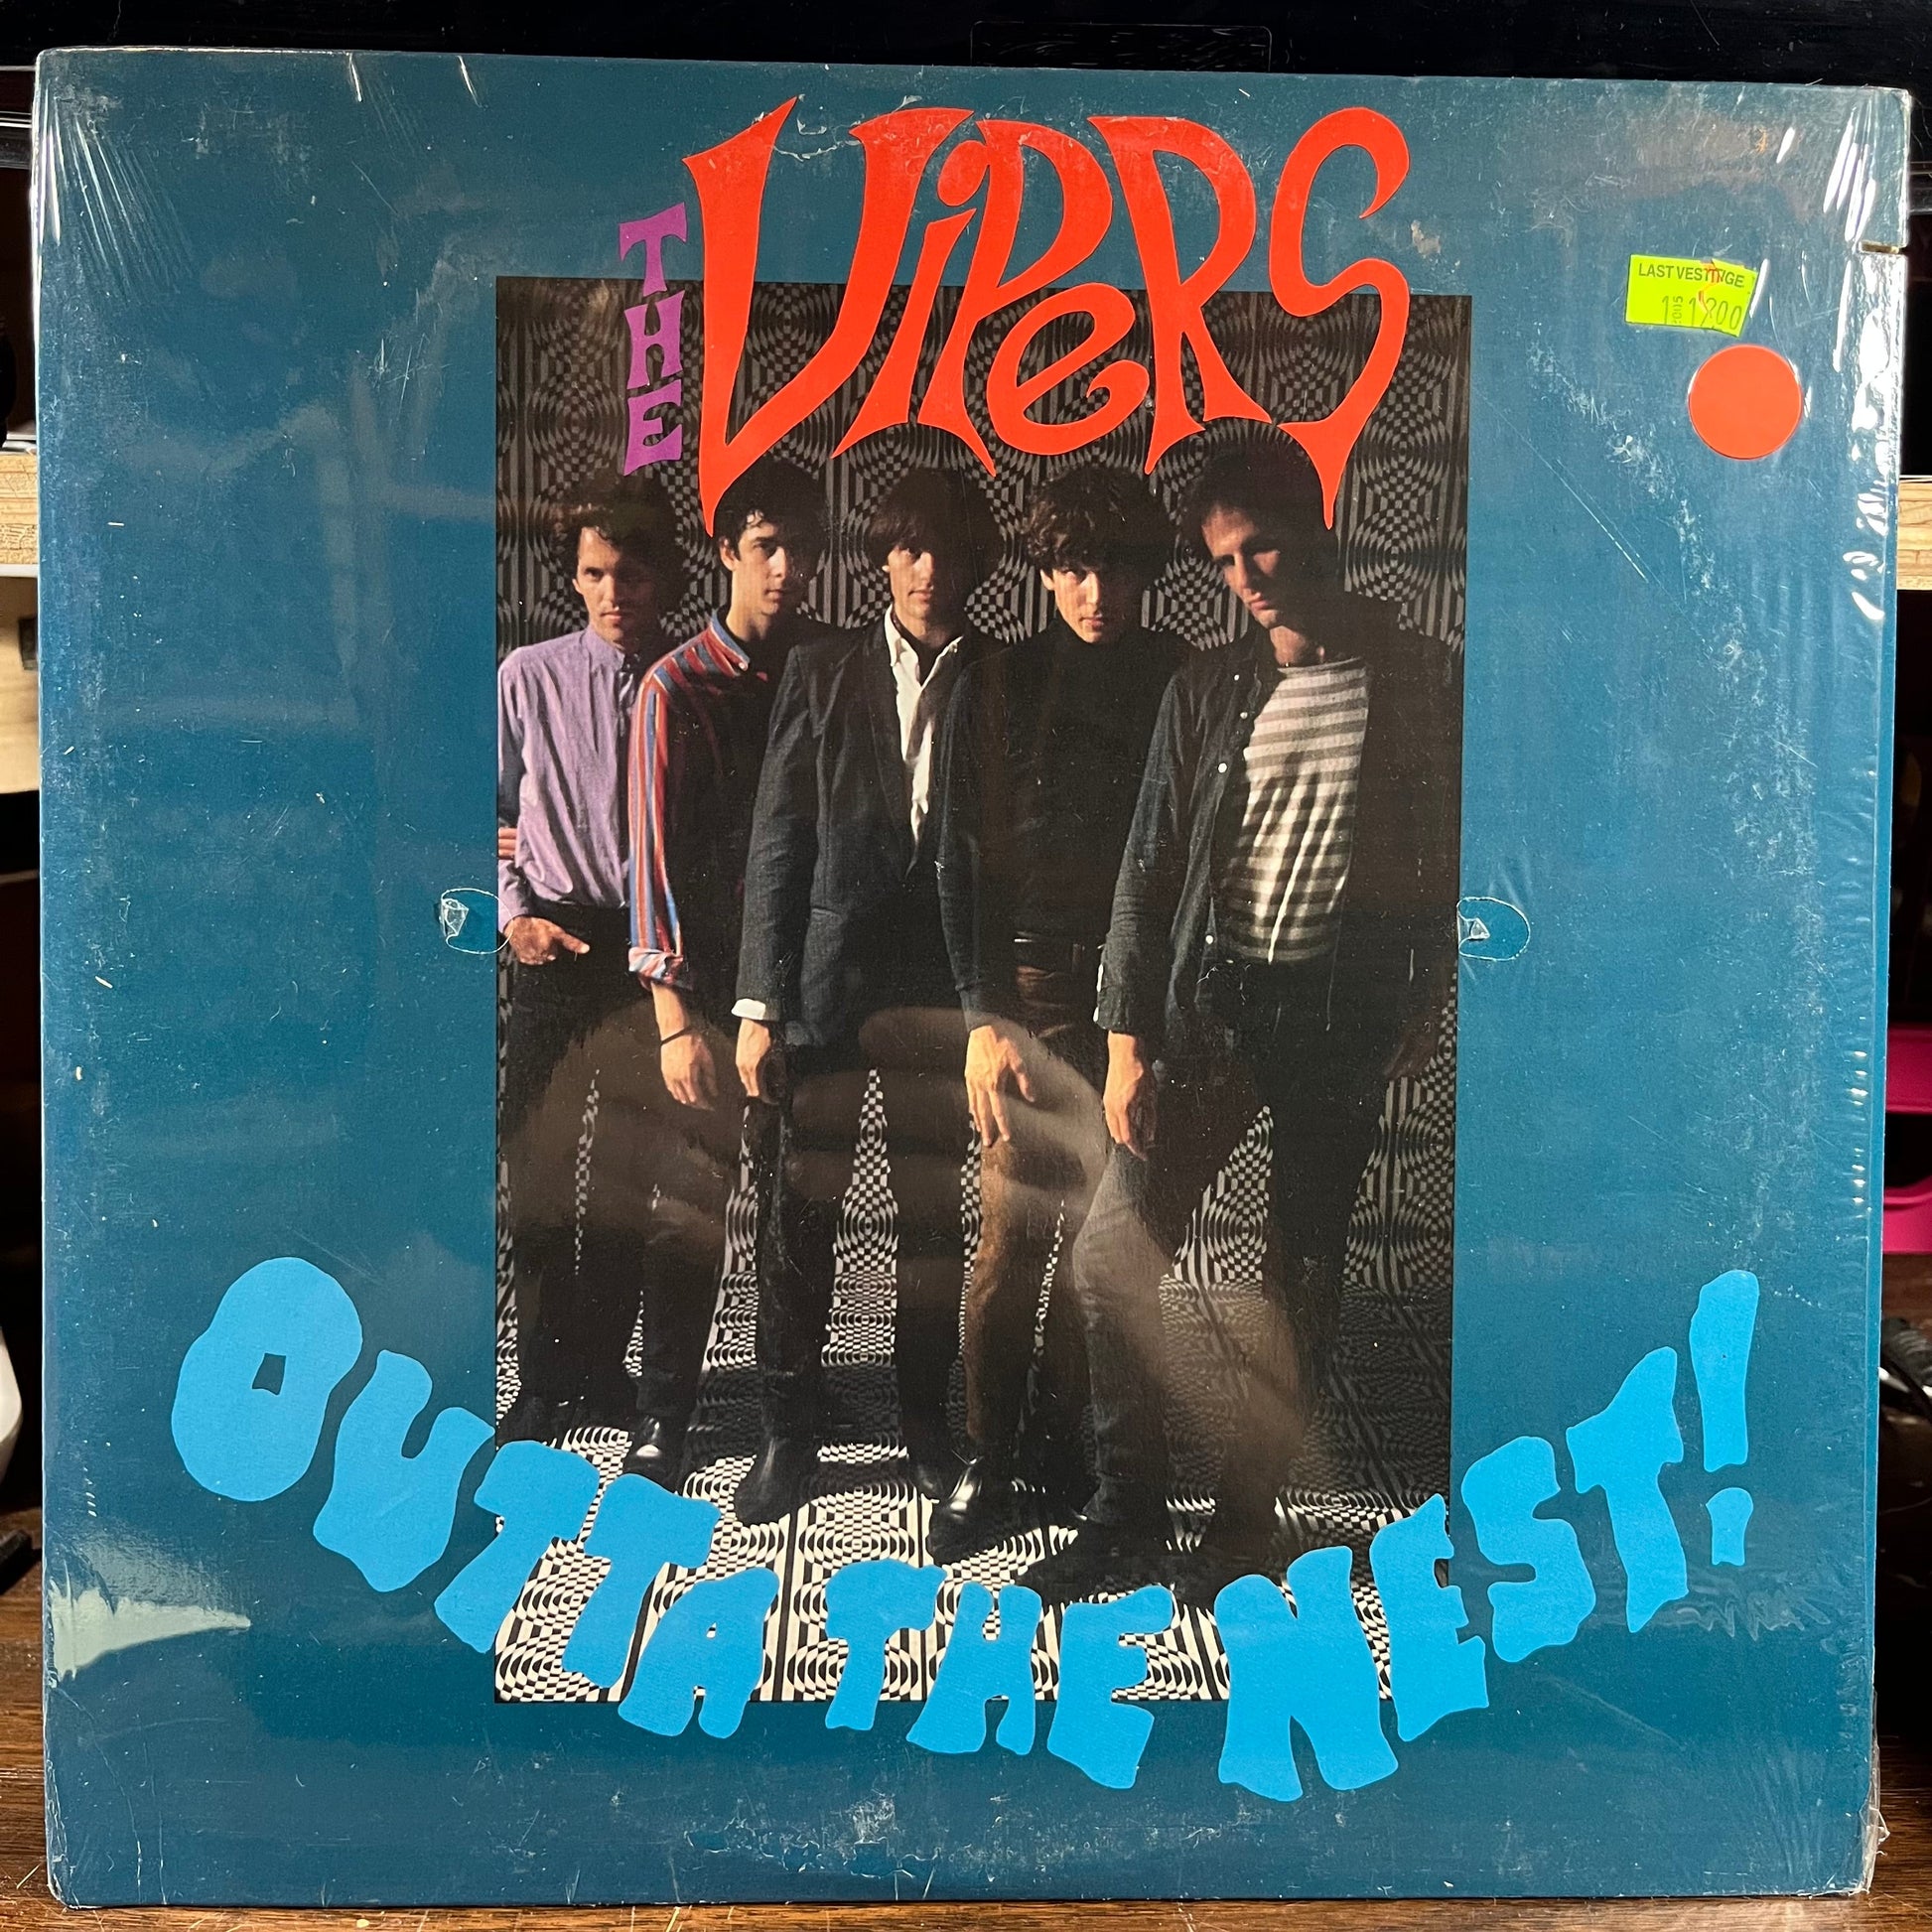 THE
VIPERS
LAST VESTIGE
OUTTA THE NEST!